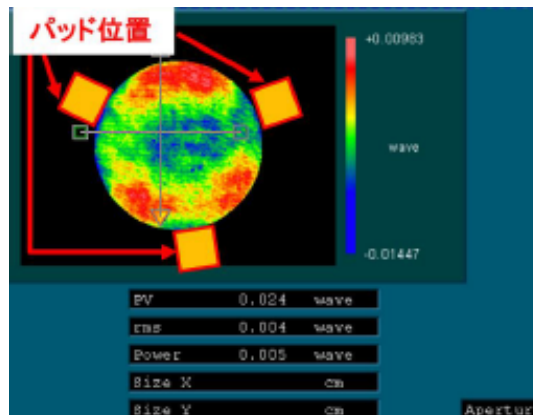 パッド位置
+0.00983
wave
-0.01447
PV 0.024 wave
rms 0.004 wave
Power 0.005 wave
Size X cm
Size Y cm
Apertur